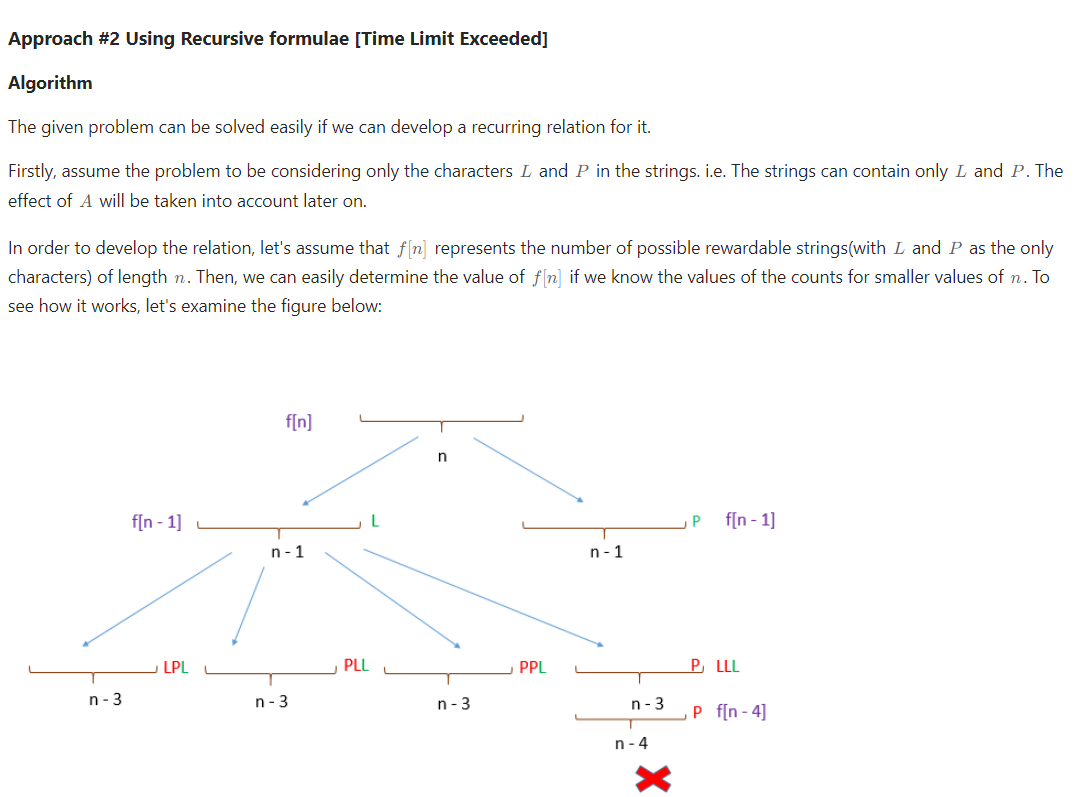 Approach #2 Using Recursive formulae [Time Limit Exceeded]
Algorithm
The given problem can be solved easily if we can develop a recurring relation for it.
Firstly, assume the problem to be considering only the characters L and P in the strings. i.e. The strings can contain only L and P. The
effect of A will be taken into account later on.
In order to develop the relation, let's assume that f[n] represents the number of possible rewardable strings(with L and P as the only
characters) of length n. Then, we can easily determine the value of f[n] if we know the values of the counts for smaller values of n. To
see how it works, let's examine the figure below:
f[n]
n
f[n - 1] L P f[n - 1]
n - 1 n - 1
LPL PLL PPL P LLL
n - 3 n - 3 n - 3 n - 3 P f[n - 4]
n - 4